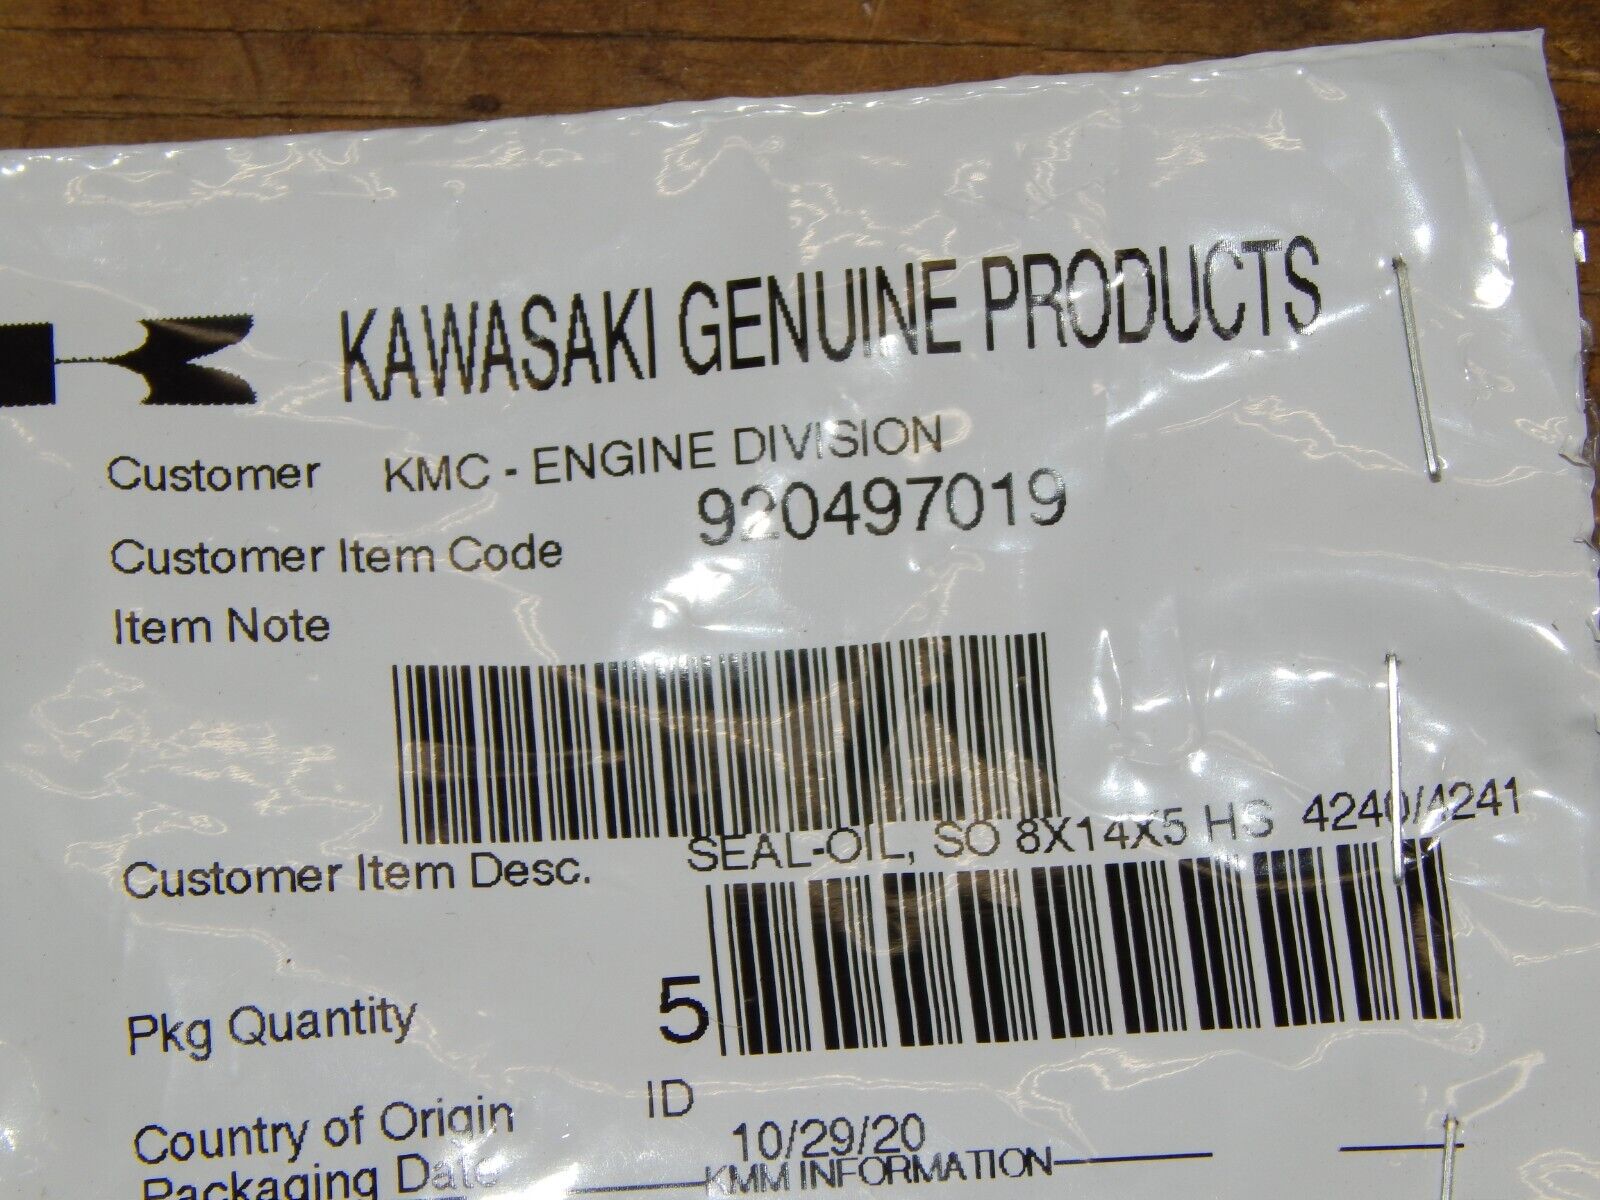 KAWASAKI GENUINE PRODUCTS
Customer KMC - ENGINE DIVISION
Customer Item Code 920497019
Item Note
Customer Item Desc. SEAL-OIL, SO 8X14X5 HS 4240/4241
Pkg Quantity 5
Country of Origin ID
Packaging Date 10/29/20
KMM INFORMATION